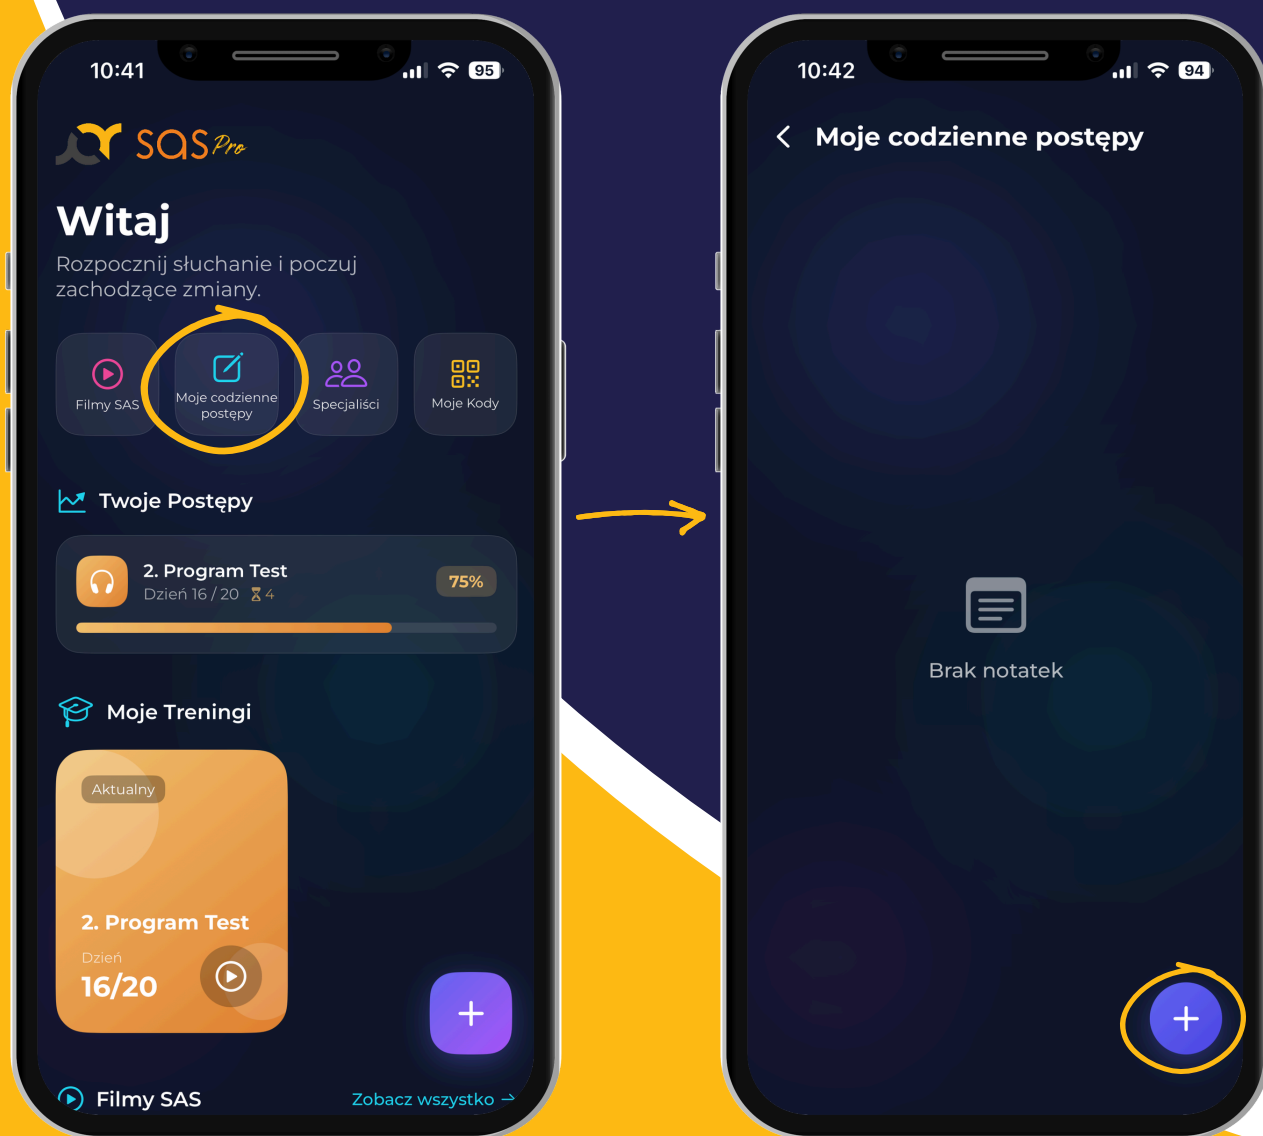 10:41
95
sas Pro
Witaj
Rozpocznij słuchanie i poczuj
zachodzące zmiany.
Filmy SAS
Moje codzienne
postępy
Specjaliści
Moje Kody
Twoje Postępy
2. Program Test
Dzień 16 / 20 4
75%
Moje Treningi
Aktualny
2. Program Test
Dzień
16/20
Filmy SAS
Zobacz wszystko →
10:42
94
Moje codzienne postępy
Brak notatek